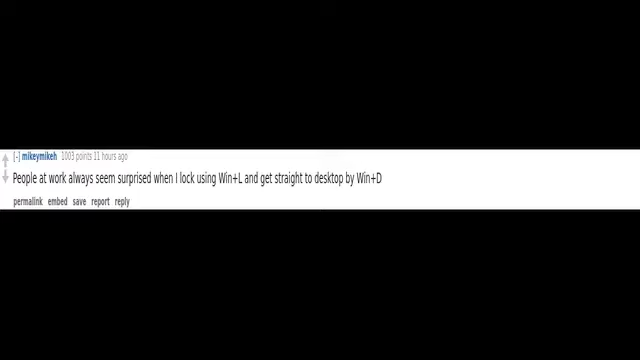 [-] mikeymikeh 1003 points 11 hours ago
People at work always seem surprised when I lock using Win+L and get straight to desktop by Win+D
permalink embed save report reply